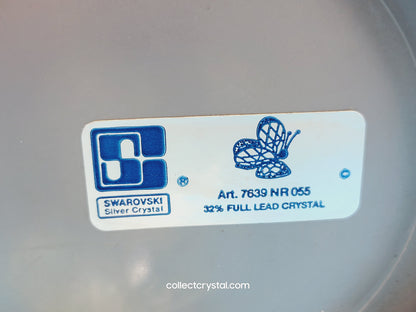 SWAROVSKI
Silver Crystal
®
Art. 7639 NR 055
32% FULL LEAD CRYSTAL
©
collectcrystal.com